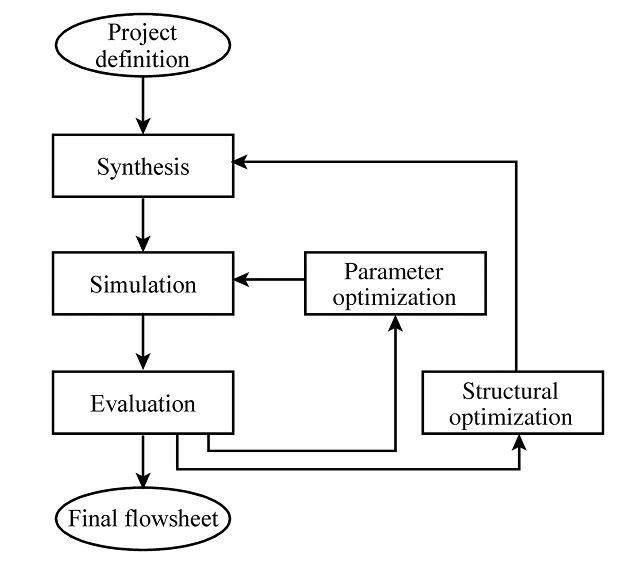 Project
definition
Synthesis
Simulation
Parameter
optimization
Evaluation
Structural
optimization
Final flowsheet